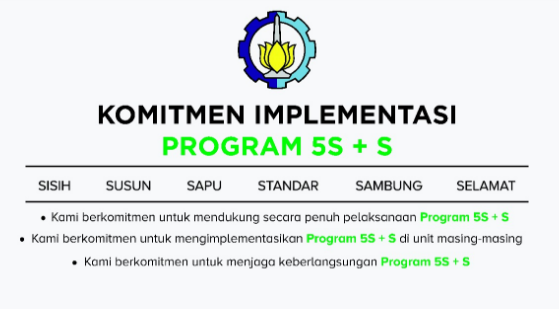 KOMITMEN IMPLEMENTASI
PROGRAM 5S + S
SISIH SUSUN SAPU STANDAR SAMBUNG SELAMAT
• Kami berkomitmen untuk mendukung secara penuh pelaksanaan Program 5S + S
• Kami berkomitmen untuk mengimplementasikan Program 5S + S di unit masing-masing
• Kami berkomitmen untuk menjaga keberlangsungan Program 5S + S